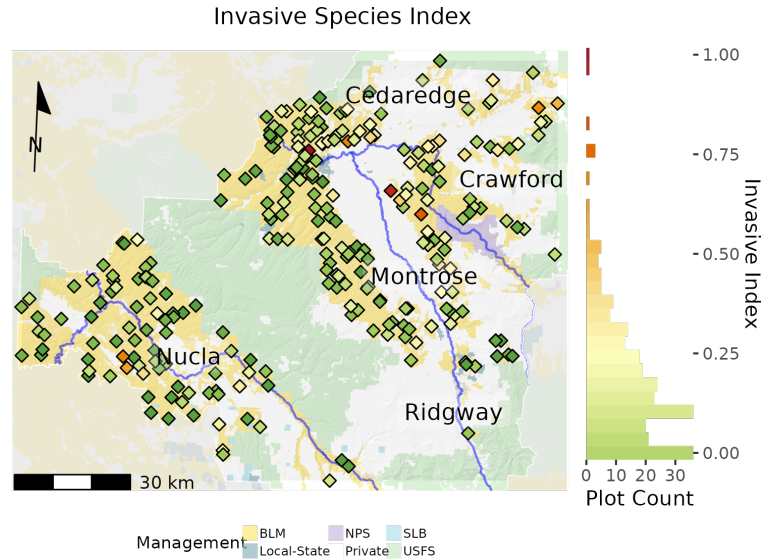 Invasive Species Index
N
Cedaredge
Crawford
Montrose
Nucla
Ridgway
30 km
1.00
0.75
0.50
0.25
0.00
Invasive Index
0 10 20 30
Plot Count
Management
BLM NPS SLB
Local-State Private USFS